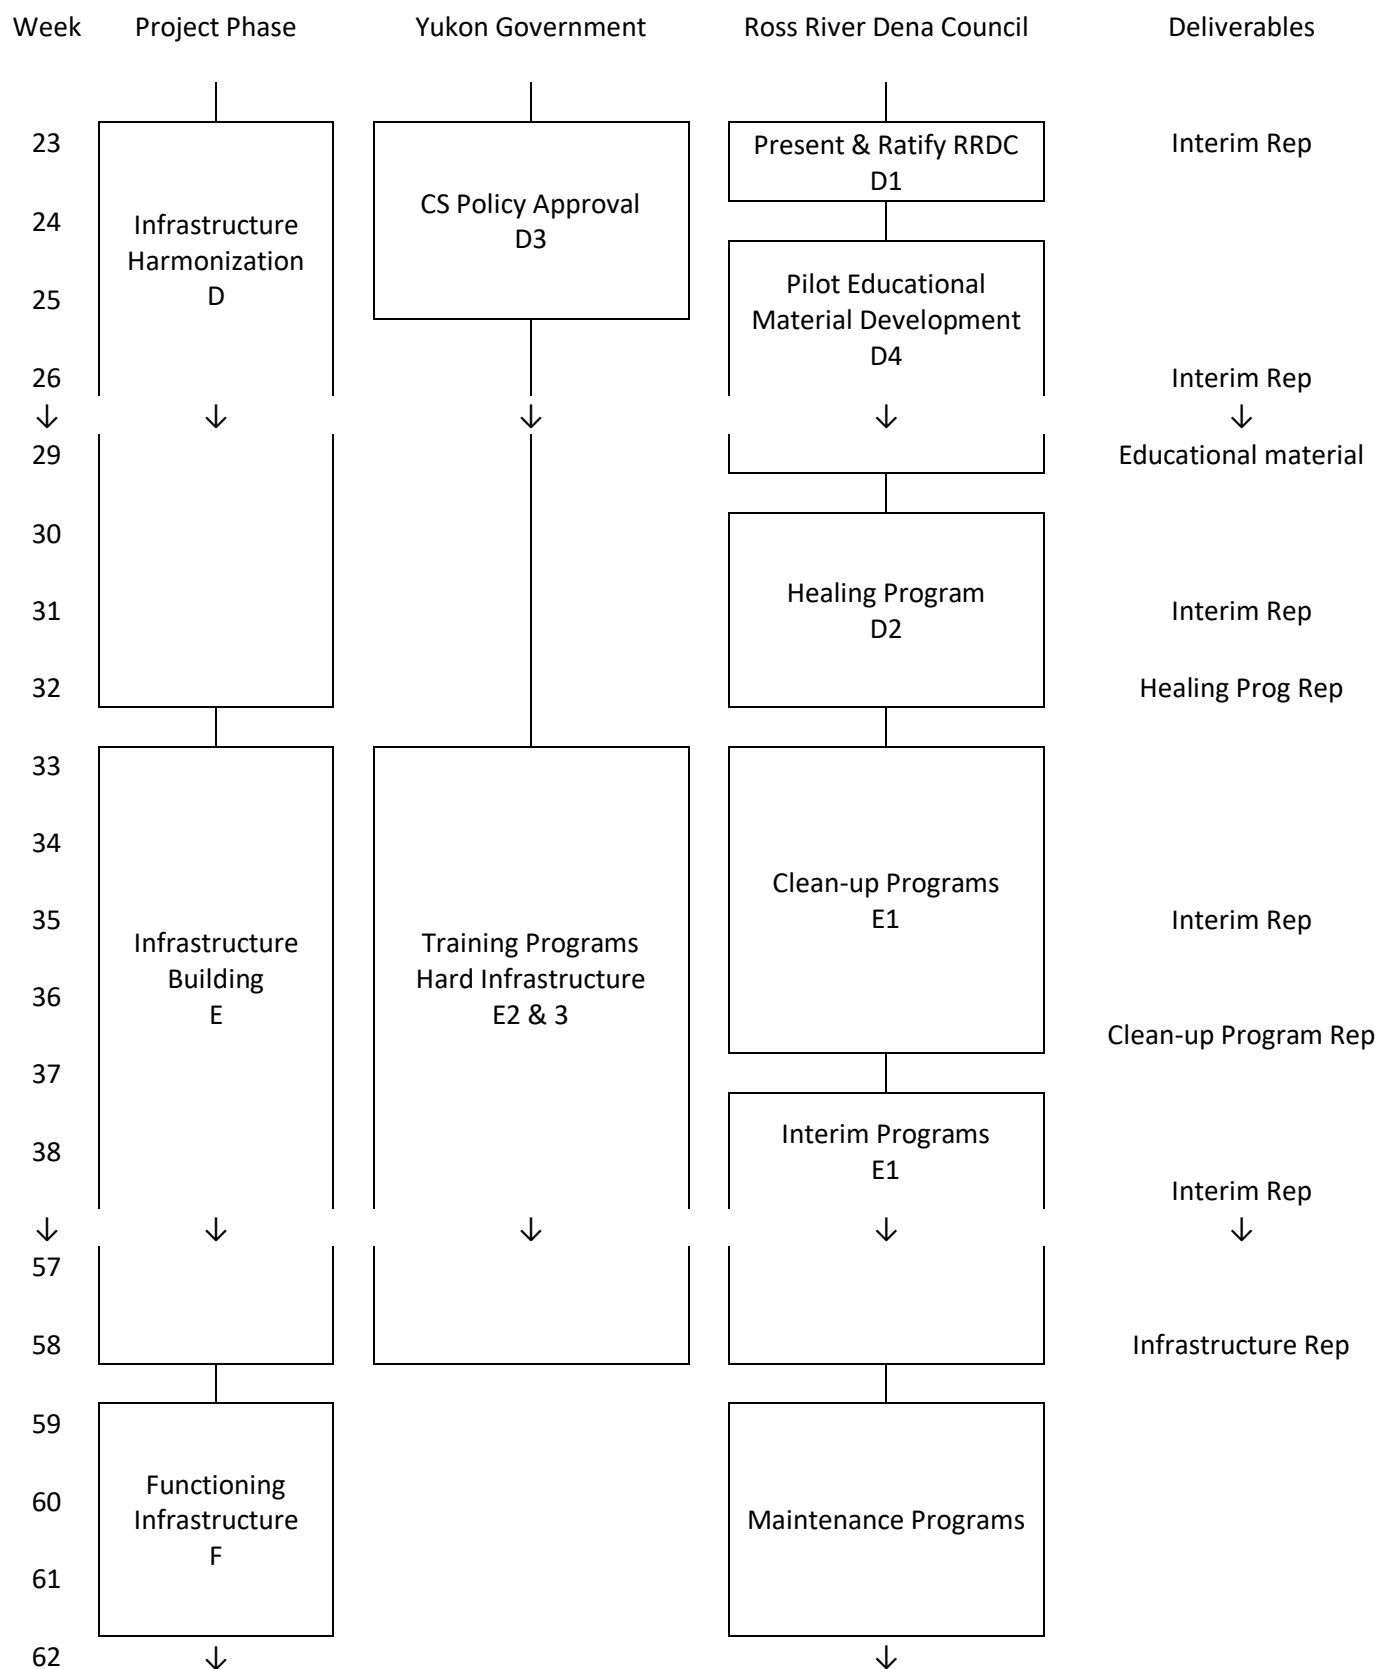 Week Project Phase Yukon Government Ross River Dena Council Deliverables
23 Present & Ratify RRDC Interim Rep
D1
24 Infrastructure CS Policy Approval
Harmonization D3
25 D Pilot Educational
Material Development
D4
26 Interim Rep
↓ ↓ ↓ ↓ ↓
29 Educational material
30
31 Healing Program Interim Rep
D2
32 Healing Prog Rep
33
34
Clean-up Programs
35 E1 Interim Rep
Infrastructure Training Programs
Building Hard Infrastructure
36 E E2 & 3
Clean-up Program Rep
37
38 Interim Programs
E1
Interim Rep
↓ ↓ ↓ ↓ ↓
57
58 Infrastructure Rep
59
Functioning
60 Infrastructure Maintenance Programs
F
61
62 ↓ ↓